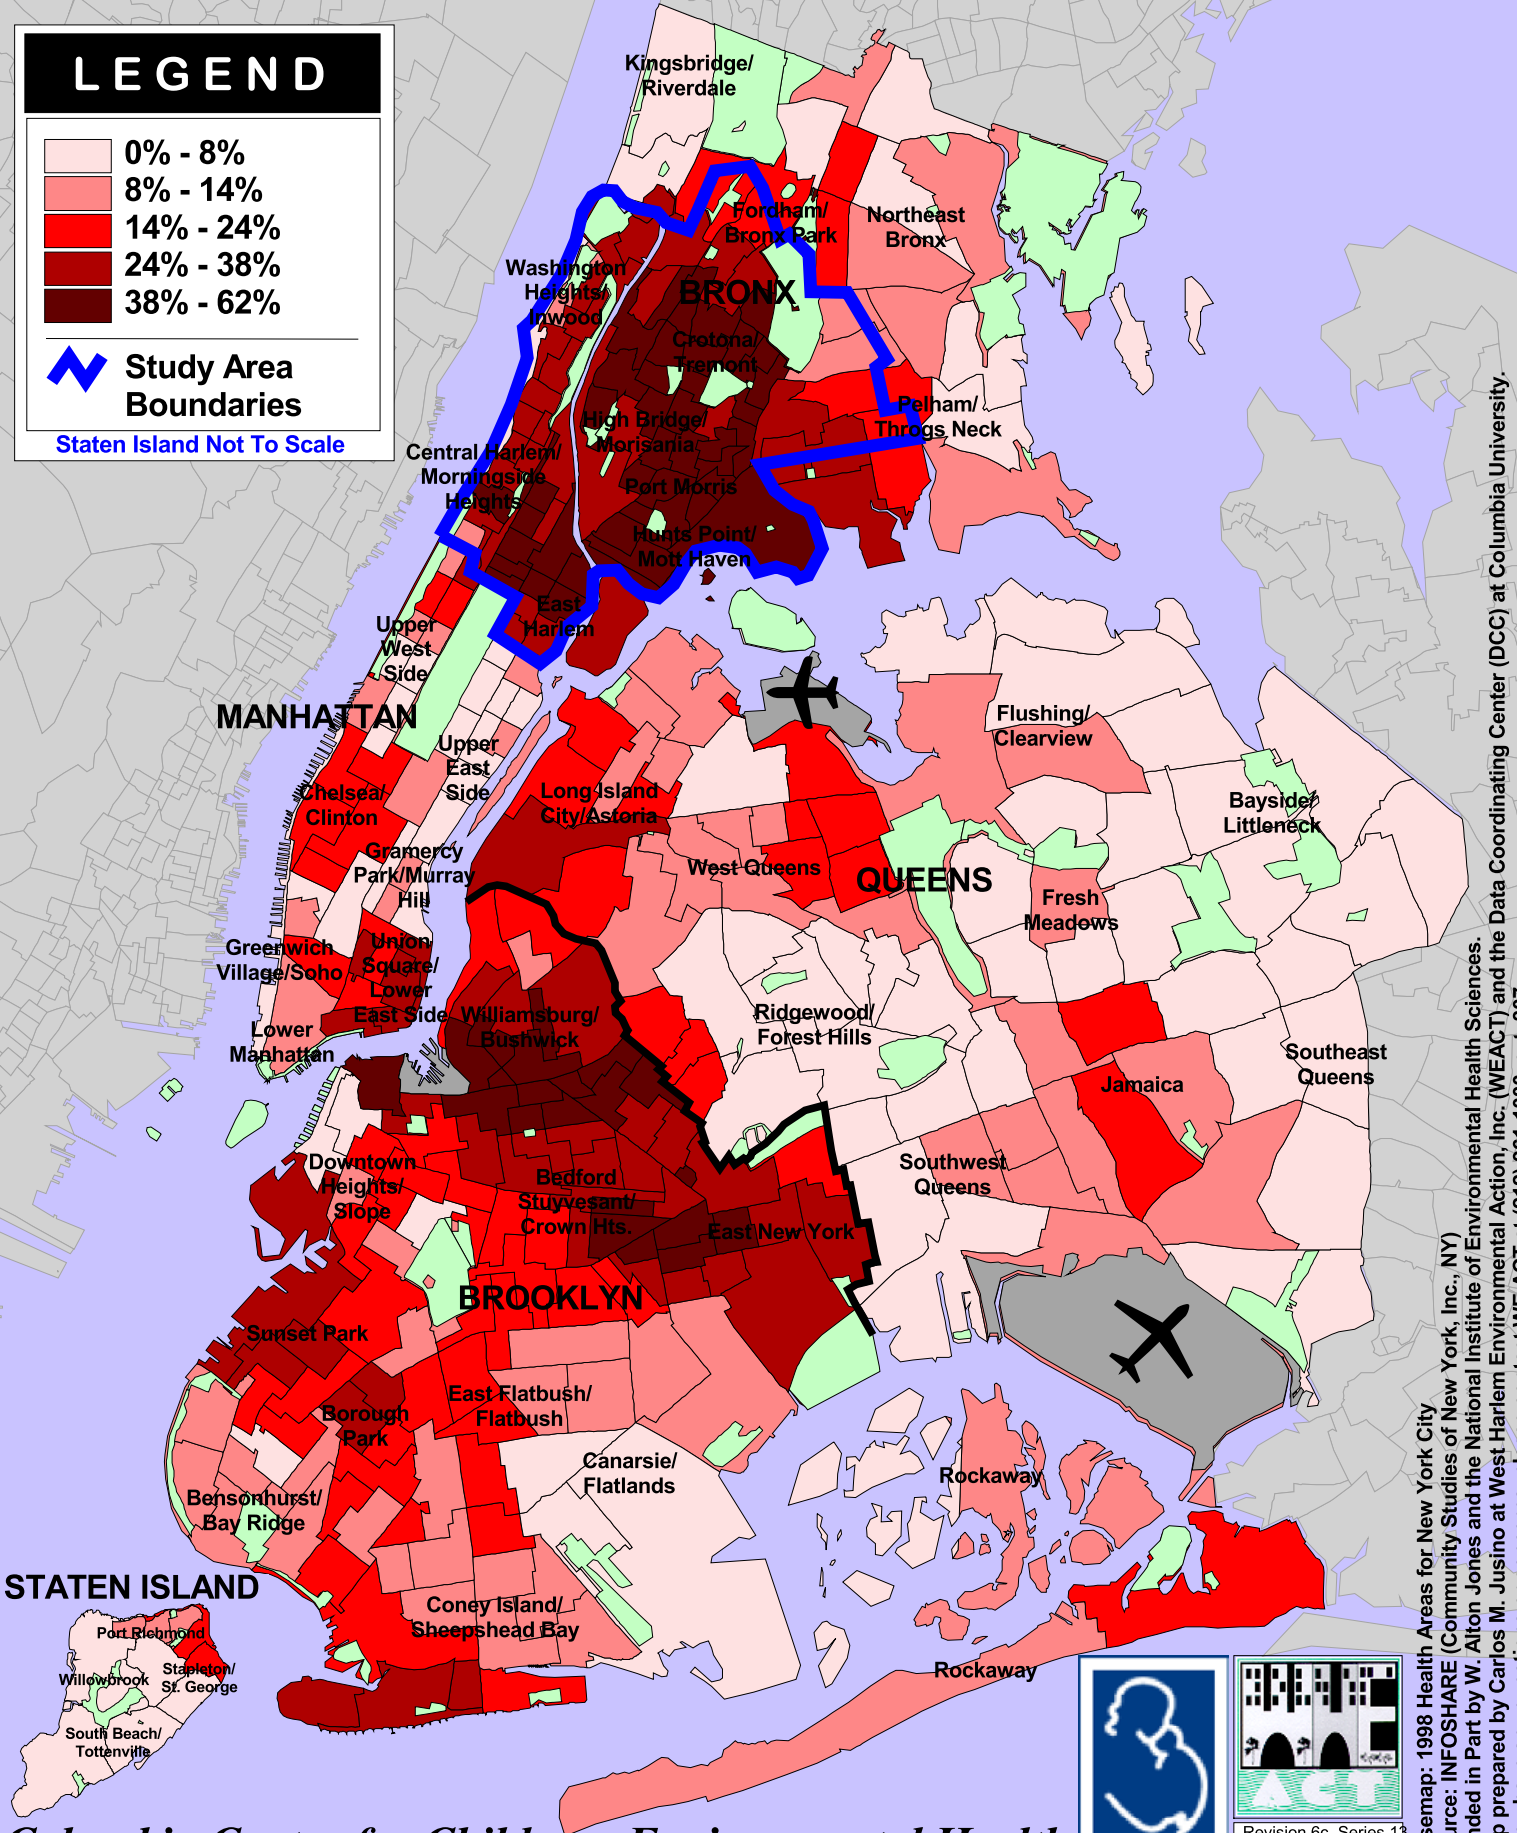 LEGEND
0% - 8%
8% - 14%
14% - 24%
24% - 38%
38% - 62%
Study Area
Boundaries
Staten Island Not To Scale
Kingsbridge/
Riverdale
Fordham/
Bronx Park
Northeast
Bronx
Washington
Heights/
Inwood
BRONX
Crotona/
Tremont
High Bridge/
Morisania
Pelham/
Throgs Neck
Central Harlem/
Morningside
Heights
Port Morris
Hunts Point/
Mott Haven
East
Harlem
Upper
West
Side
MANHATTAN
Upper
East
Side
Chelsea/
Clinton
Gramercy
Park/Murray
Hill
Greenwich
Village/Soho
Union
Square/
Lower
East Side
Lower
Manhattan
Long Island
City/Astoria
Flushing/
Clearview
Bayside/
Littleneck
West Queens
QUEENS
Fresh
Meadows
Ridgewood/
Forest Hills
Southeast
Queens
Jamaica
Southwest
Queens
Williamsburg/
Bushwick
Downtown
Heights/
Slope
Bedford
Stuyvesant/
Crown Hts.
East New York
BROOKLYN
Sunset Park
Borough
Park
East Flatbush/
Flatbush
Canarsie/
Flatlands
Bensonhurst/
Bay Ridge
Coney Island/
Sheepshead Bay
Rockaway
Rockaway
STATEN ISLAND
Port Richmond
Stapleton/
St. George
Willowbrook
South Beach/
Tottenville
semap: 1998 Health Areas for New York City
urce: INFOSHARE (Community Studies of New York, Inc., NY)
nded in Part by W. Alton Jones and the National Institute of Environmental Health Sciences.
p prepared by Carlos M. Jusino at West Harlem Environmental Action, Inc. (WEACT) and the Data Coordinating Center (DCC) at Columbia University.
ACT